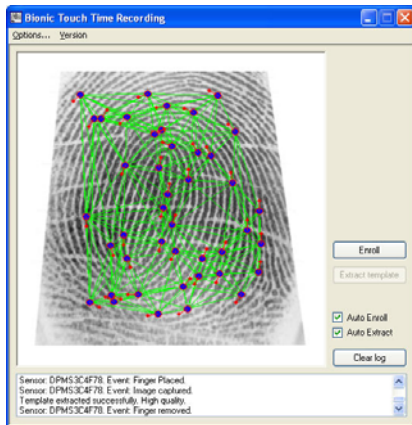 Bionic Touch Time Recording
Options... Version
Enroll
Extract template
Auto Enroll
Auto Extract
Clear log
Sensor: DPMS3C4F78. Event: Finger Placed.
Sensor: DPMS3C4F78. Event: Image captured.
Template extracted successfully. High quality.
Sensor: DPMS3C4F78. Event: Finger removed.